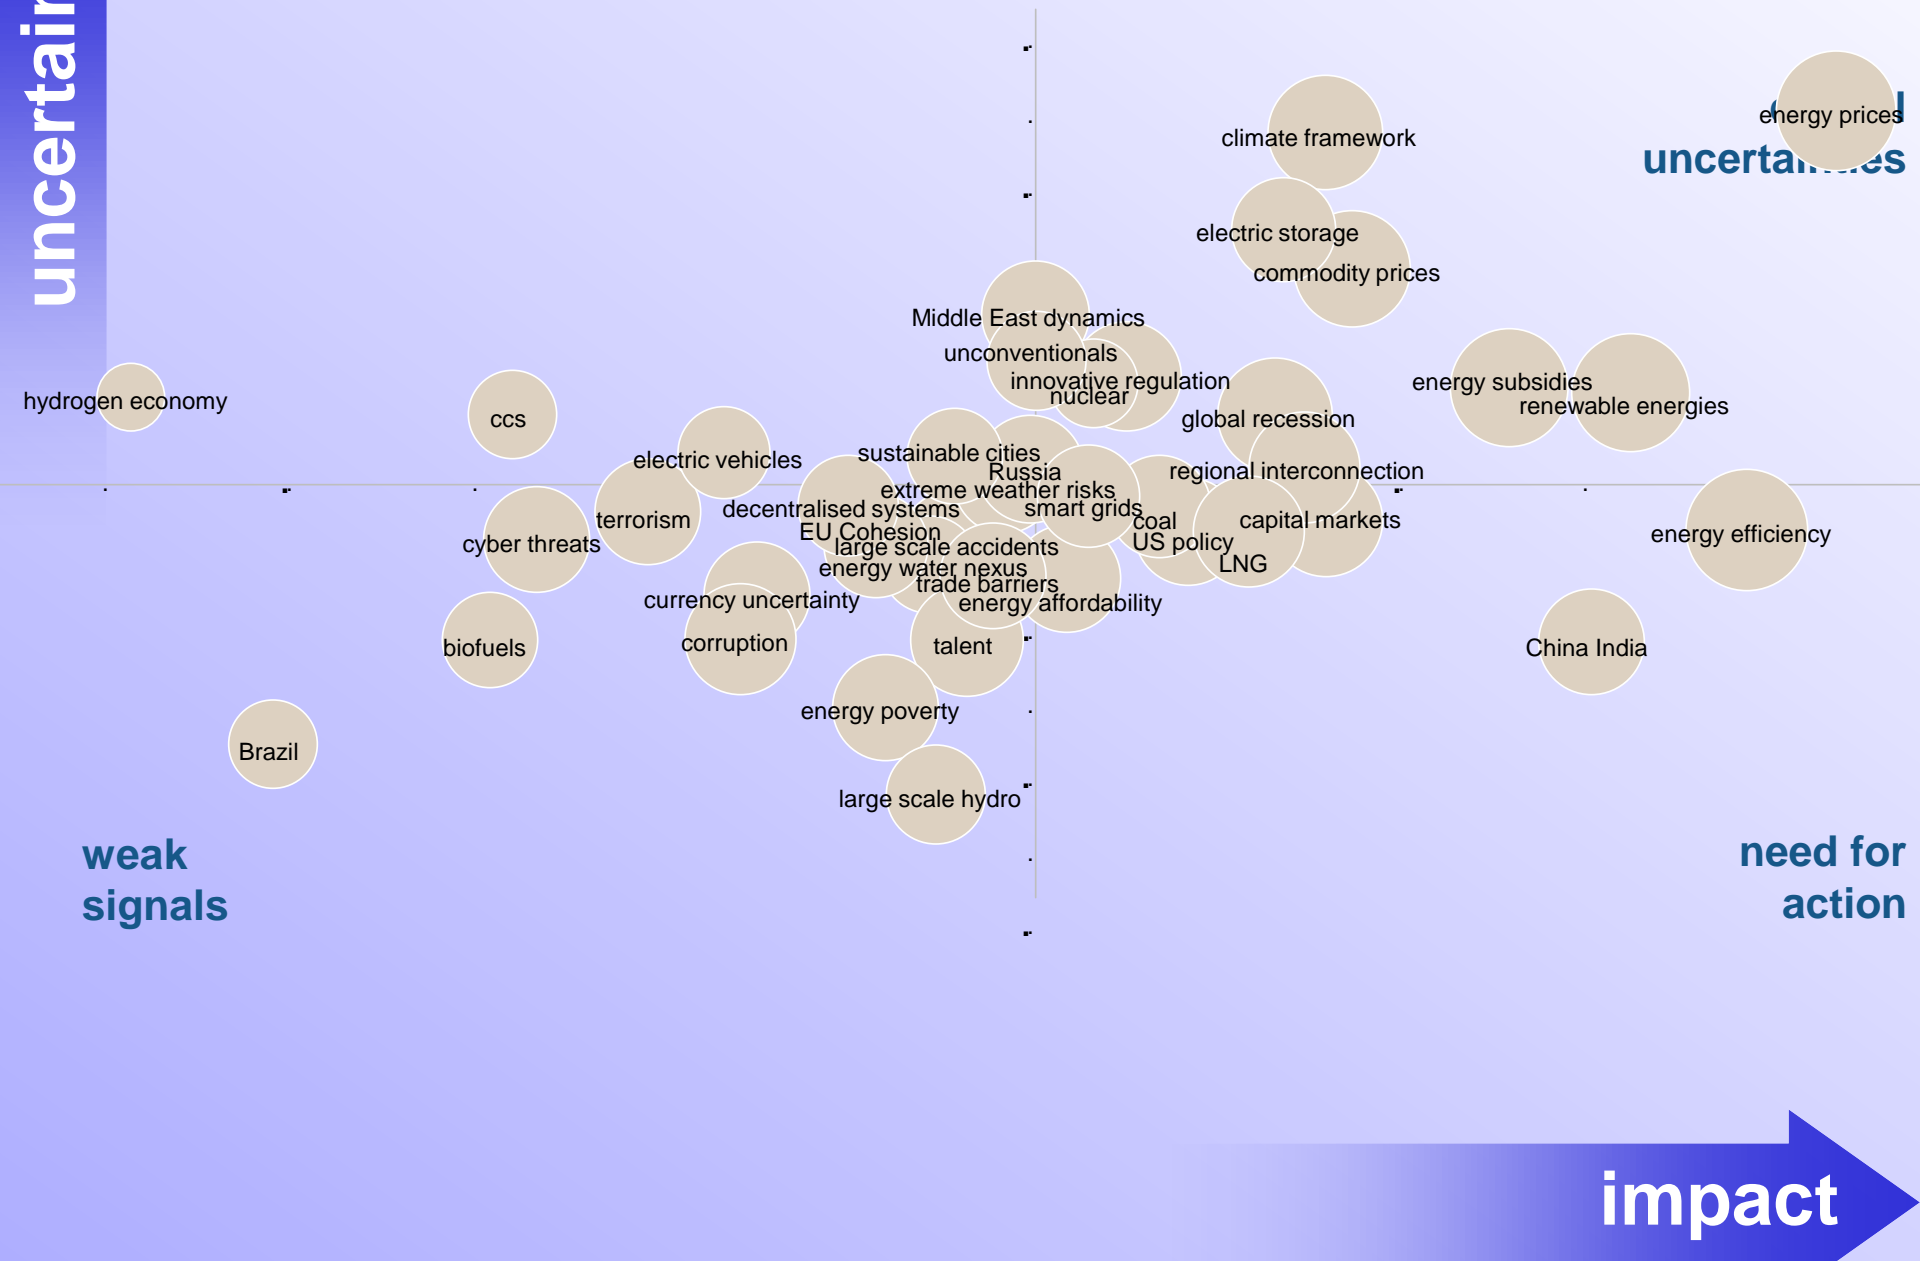 uncertain
energy prices
climate framework
uncertainties
electric storage
commodity prices
Middle East dynamics
unconventionals
innovative regulation
nuclear
energy subsidies
renewable energies
hydrogen economy
ccs
global recession
electric vehicles
sustainable cities
Russia
regional interconnection
extreme weather risks
decentralised systems
smart grids
terrorism
coal
capital markets
EU Cohesion
cyber threats
US policy
energy efficiency
large scale accidents
LNG
energy water nexus
trade barriers
currency uncertainty
energy affordability
corruption
talent
biofuels
China India
energy poverty
Brazil
large scale hydro
weak
signals
need for
action
impact